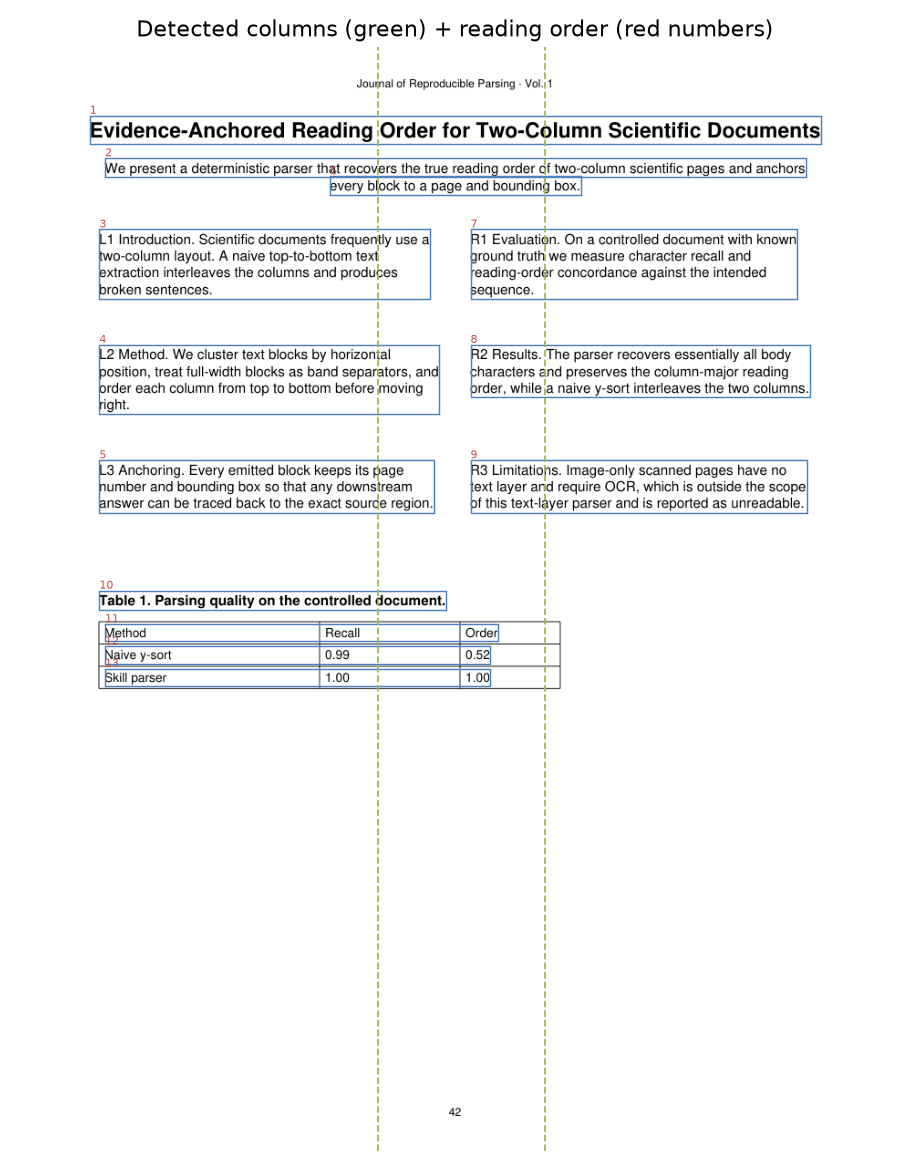 Detected columns (green) + reading order (red numbers)
Journal of Reproducible Parsing · Vol. 1
1
Evidence-Anchored Reading Order for Two-Column Scientific Documents
2
We present a deterministic parser that recovers the true reading order of two-column scientific pages and anchors
every block to a page and bounding box.
3
L1 Introduction. Scientific documents frequently use a
two-column layout. A naive top-to-bottom text
extraction interleaves the columns and produces
broken sentences.
4
L2 Method. We cluster text blocks by horizontal
position, treat full-width blocks as band separators, and
order each column from top to bottom before moving
right.
5
L3 Anchoring. Every emitted block keeps its page
number and bounding box so that any downstream
answer can be traced back to the exact source region.
7
R1 Evaluation. On a controlled document with known
ground truth we measure character recall and
reading-order concordance against the intended
sequence.
8
R2 Results. The parser recovers essentially all body
characters and preserves the column-major reading
order, while a naive y-sort interleaves the two columns.
9
R3 Limitations. Image-only scanned pages have no
text layer and require OCR, which is outside the scope
of this text-layer parser and is reported as unreadable.
10
Table 1. Parsing quality on the controlled document.
11
Method Recall Order
12
Naive y-sort 0.99 0.52
13
Skill parser 1.00 1.00
42